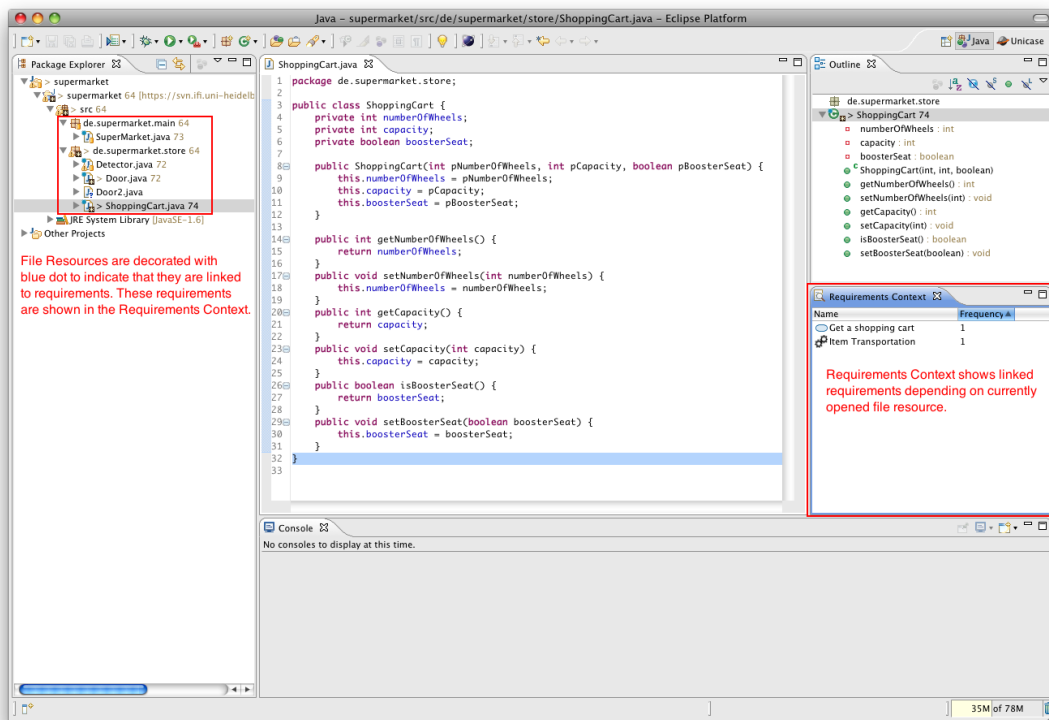 Java – supermarket/src/de/supermarket/store/ShoppingCart.java – Eclipse Platform
Java
Unicase
Package Explorer
> supermarket
> supermarket 64 [https://svn.ifi.uni-heidelb
> src 64
de.supermarket.main 64
SuperMarket.java 73
> de.supermarket.store 64
Detector.java 72
> Door.java 72
Door2.java
> ShoppingCart.java 74
JRE System Library [JavaSE-1.6]
Other Projects
File Resources are decorated with
blue dot to indicate that they are linked
to requirements. These requirements
are shown in the Requirements Context.
ShoppingCart.java
1 package de.supermarket.store;
2
3 public class ShoppingCart {
4 private int numberOfWheels;
5 private int capacity;
6 private boolean boosterSeat;
7
8 public ShoppingCart(int pNumberOfWheels, int pCapacity, boolean pBoosterSeat) {
9 this.numberOfWheels = pNumberOfWheels;
10 this.capacity = pCapacity;
11 this.boosterSeat = pBoosterSeat;
12 }
13
14 public int getNumberOfWheels() {
15 return numberOfWheels;
16 }
17 public void setNumberOfWheels(int numberOfWheels) {
18 this.numberOfWheels = numberOfWheels;
19 }
20 public int getCapacity() {
21 return capacity;
22 }
23 public void setCapacity(int capacity) {
24 this.capacity = capacity;
25 }
26 public boolean isBoosterSeat() {
27 return boosterSeat;
28 }
29 public void setBoosterSeat(boolean boosterSeat) {
30 this.boosterSeat = boosterSeat;
31 }
32 }
33
Outline
de.supermarket.store
> ShoppingCart 74
numberOfWheels : int
capacity : int
boosterSeat : boolean
ShoppingCart(int, int, boolean)
getNumberOfWheels() : int
setNumberOfWheels(int) : void
getCapacity() : int
setCapacity(int) : void
isBoosterSeat() : boolean
setBoosterSeat(boolean) : void
Requirements Context
Name Frequency
Get a shopping cart 1
Item Transportation 1
Requirements Context shows linked
requirements depending on currently
opened file resource.
Console
No consoles to display at this time.
35M of 78M